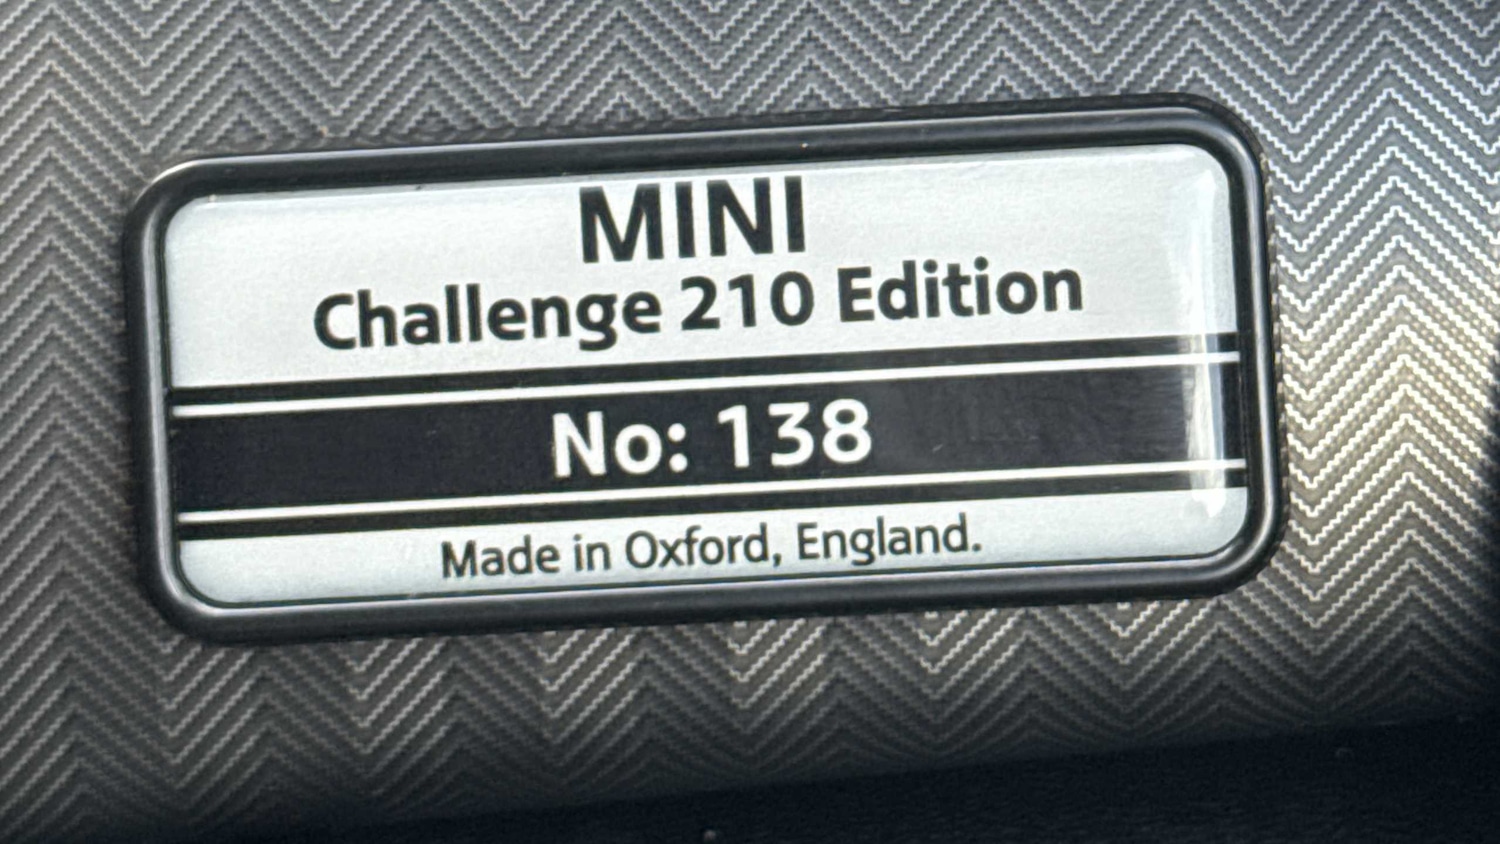 MINI
Challenge 210 Edition
No: 138
Made in Oxford, England.